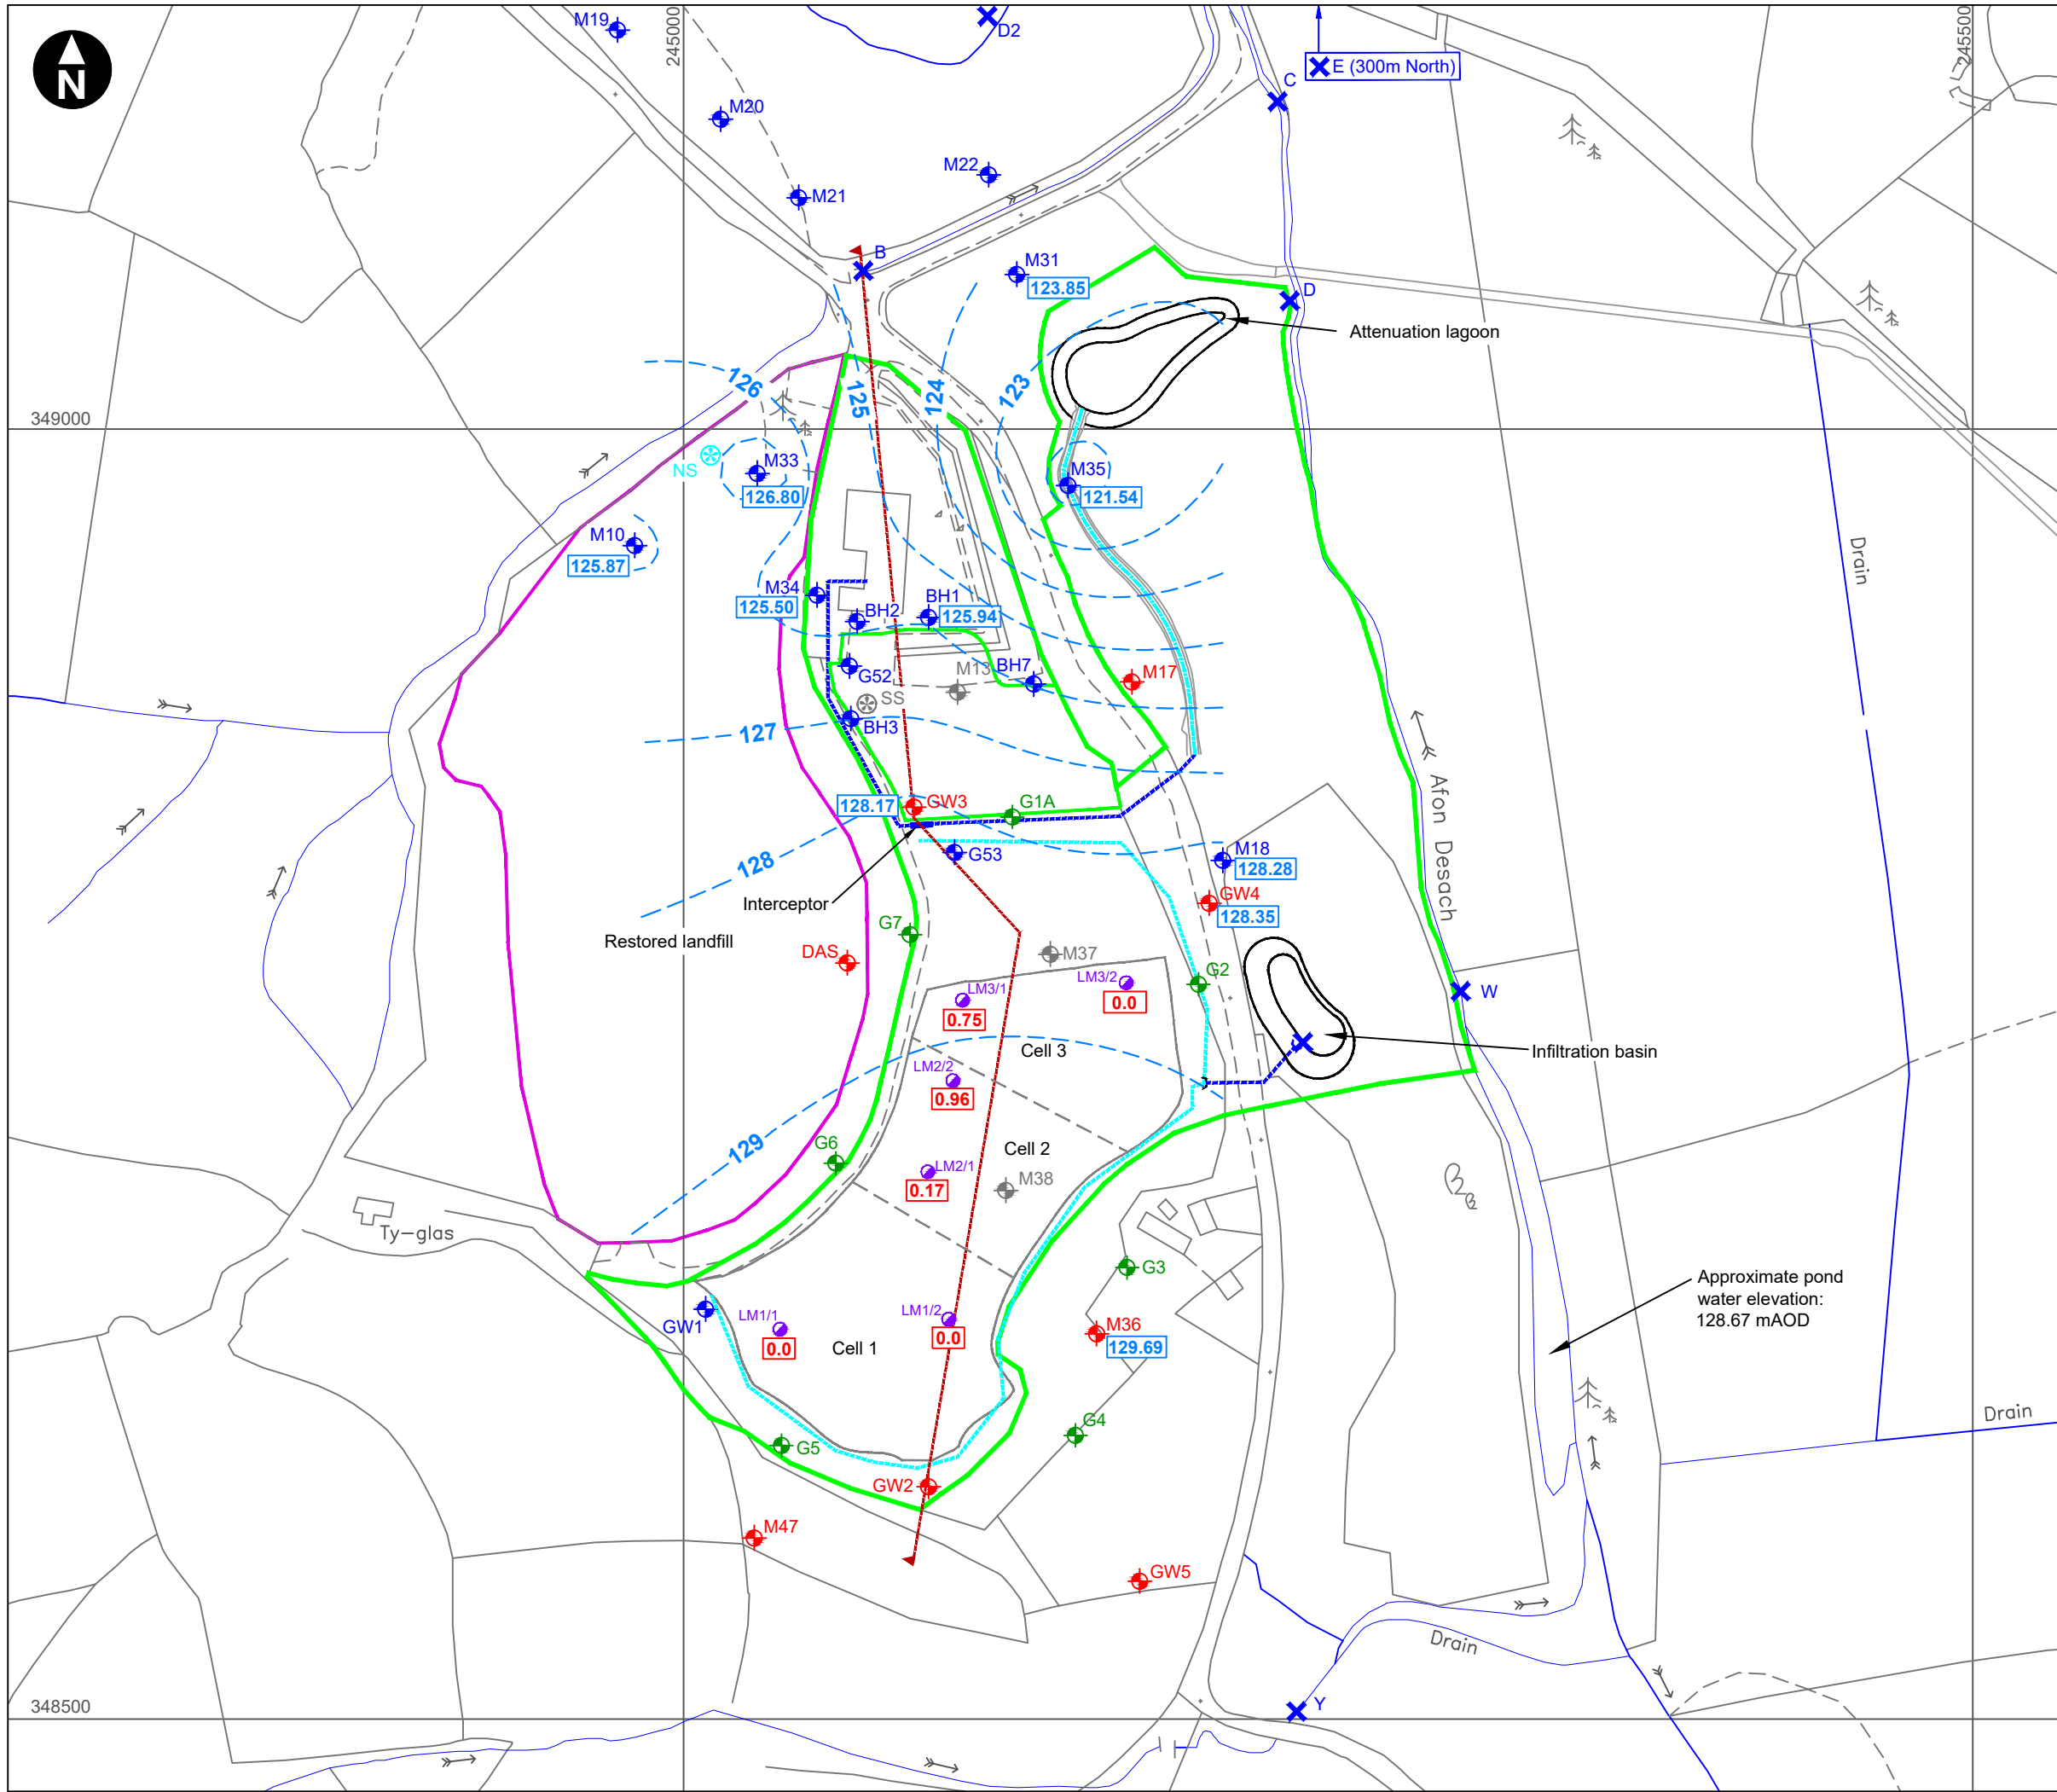 M19
245000
D2
245500
E (300m North)
C
N
M20
M22
M21
B
M31
123.85
D
Attenuation lagoon
126
125
124
123
349000
NS
M33
126.80
M35
121.54
M10
125.87
Drain
M34
125.50
BH2
BH1
125.94
G52
M13
BH7
M17
SS
BH3
127
128.17
GW3
G1A
Afon Desach
128
G53
M18
128.28
Interceptor
GW4
128.35
G7
Restored landfill
DAS
M37
G2
LM3/1
0.75
LM3/2
0.0
W
Cell 3
Infiltration basin
LM2/2
0.96
129
G6
Cell 2
LM2/1
0.17
M38
Ty-glas
G3
Approximate pond
water elevation:
128.67 mAOD
GW1
LM1/1
0.0
LM1/2
0.0
Cell 1
M36
129.69
Drain
G5
G4
GW2
M47
GW5
Drain
348500
Y